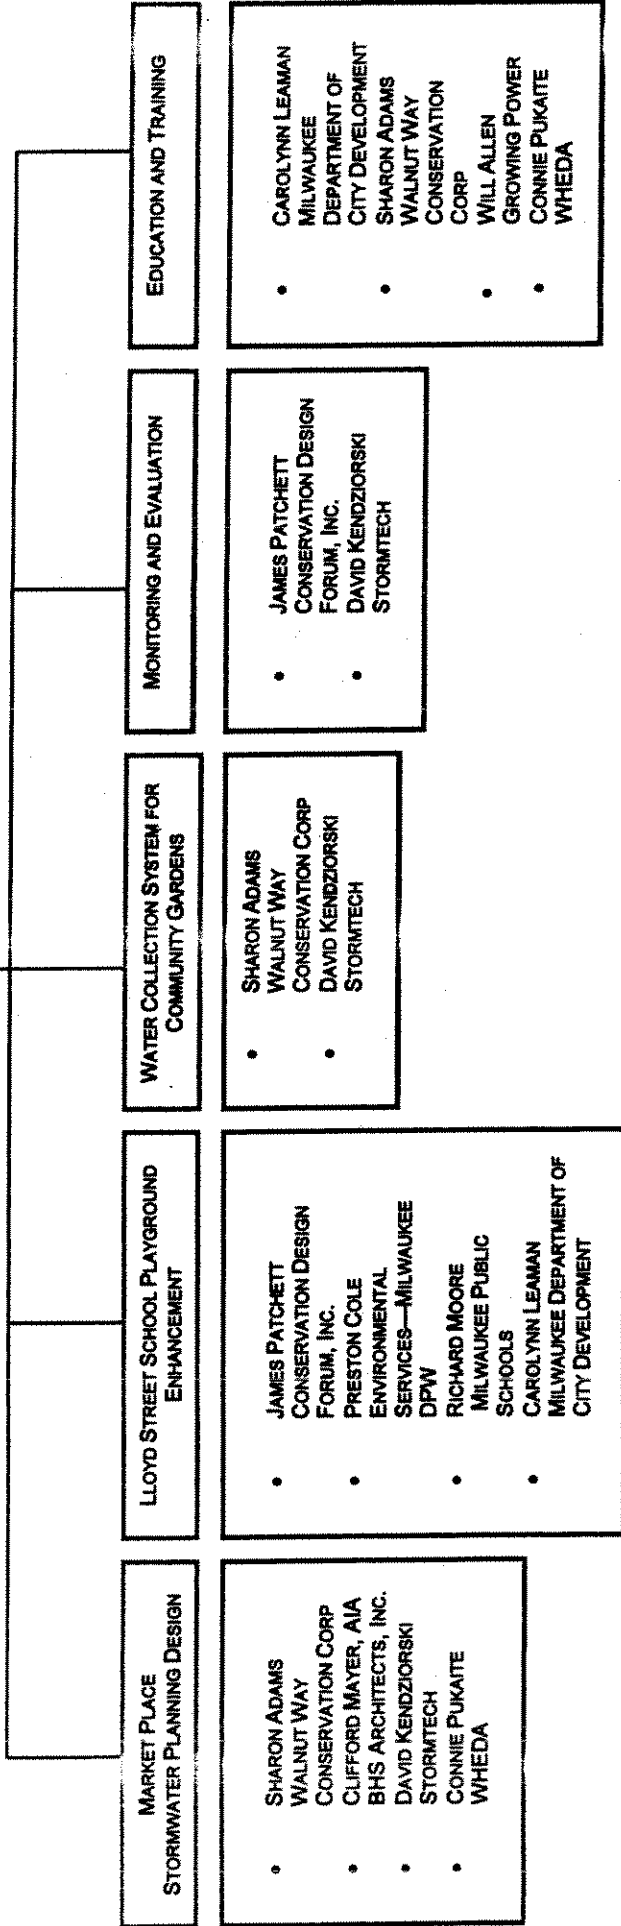 MARKET PLACE
STORMWATER PLANNING DESIGN
• SHARON ADAMS
WALNUT WAY
CONSERVATION CORP
• CLIFFORD MAYER, AIA
BHS ARCHITECTS, INC.
• DAVID KENDZIORSKI
STORMTECH
• CONNIE PUKAITE
WHEDA
LLOYD STREET SCHOOL PLAYGROUND
ENHANCEMENT
• JAMES PATCHETT
CONSERVATION DESIGN
FORUM, INC.
• PRESTON COLE
ENVIRONMENTAL
SERVICES—MILWAUKEE
DPW
• RICHARD MOORE
MILWAUKEE PUBLIC
SCHOOLS
• CAROLYNN LEAMAN
MILWAUKEE DEPARTMENT OF
CITY DEVELOPMENT
WATER COLLECTION SYSTEM FOR
COMMUNITY GARDENS
• SHARON ADAMS
WALNUT WAY
CONSERVATION CORP
• DAVID KENDZIORSKI
STORMTECH
MONITORING AND EVALUATION
• JAMES PATCHETT
CONSERVATION DESIGN
FORUM, INC.
• DAVID KENDZIORSKI
STORMTECH
EDUCATION AND TRAINING
• CAROLYNN LEAMAN
MILWAUKEE
DEPARTMENT OF
CITY DEVELOPMENT
• SHARON ADAMS
WALNUT WAY
CONSERVATION
CORP
• WILL ALLEN
GROWING POWER
• CONNIE PUKAITE
WHEDA